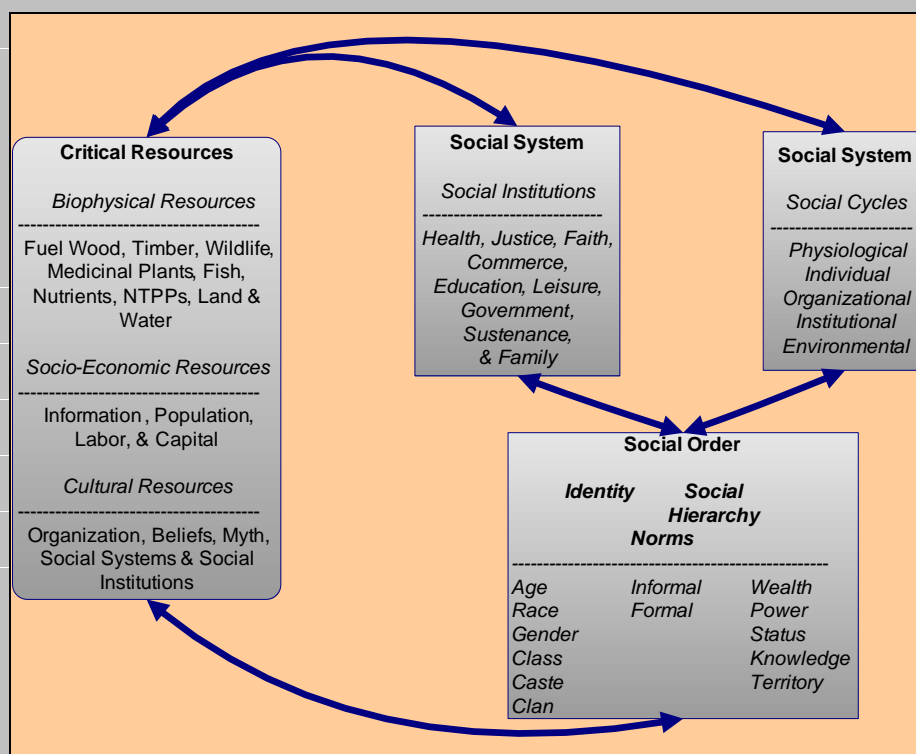 Critical Resources
Biophysical Resources
---------------------------------------
Fuel Wood, Timber, Wildlife,
Medicinal Plants, Fish,
Nutrients, NTPPs, Land &
Water
Socio-Economic Resources
---------------------------------------
Information , Population,
Labor, & Capital
Cultural Resources
---------------------------------------
Organization, Beliefs, Myth,
Social Systems & Social
Institutions
Social System
Social Institutions
-----------------------------
Health, Justice, Faith,
Commerce,
Education, Leisure,
Government,
Sustenance,
& Family
Social System
Social Cycles
-----------------------
Physiological
Individual
Organizational
Institutional
Environmental
Social Order
Identity Social
Hierarchy
Norms
---------------------------------------------------
Age Informal Wealth
Race Formal Power
Gender Status
Class Knowledge
Caste Territory
Clan